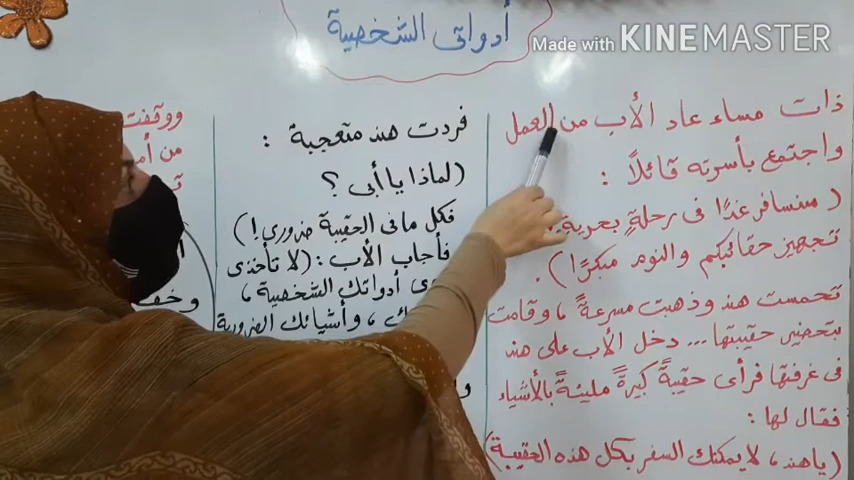 أدواتي الشخصية
Made with KINEMASTER
ذات مساء عاد الأب من العمل
واجتمع بأسرته قائلاً :
( سنسافر غدًا في رحلةٍ بحرية
تجهيز حقائبكم والنوم مبكرًا ) .
تحمست هند وذهبت مسرعةً ، وقامت
بتحضير حقيبتها ... دخل الأب على هند
في غرفتها فرأى حقيبةً كبيرةً مليئةً بالأشياء
فقال لها :
( يا هند ، لا يمكنك السفر بكل هذه الحقيبة )
فردت هند متعجبة :
( لماذا يا أبي ؟
فكل ما في الحقيبة ضروري ! )
فأجاب الأب : ( لا تأخذي
أدواتك الشخصية ،
، وأشيائك الضرورية
ووقفت
من